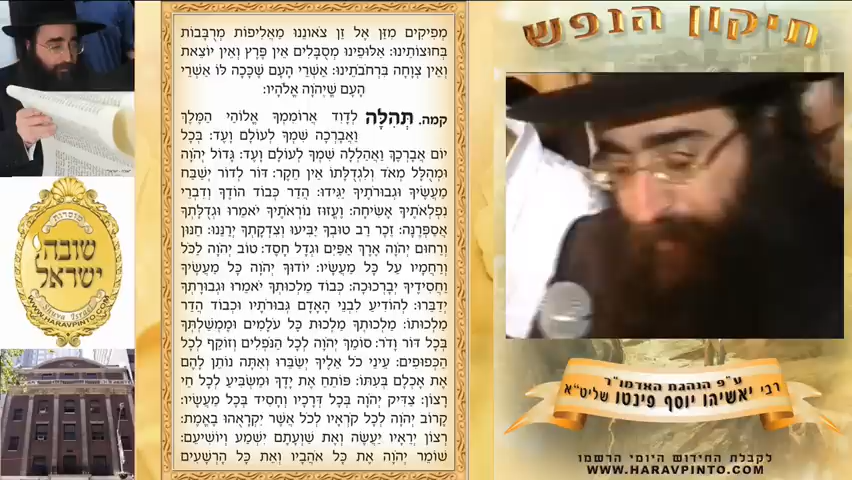 תיקון הנפש
מְפִיקִים מִזַּן אֶל זַן צֹאונֵנוּ מַאֲלִיפוֹת מְרֻבָּבוֹת
בְּחוּצוֹתֵינוּ: אַלּוּפֵינוּ מְסֻבָּלִים אֵין פֶּרֶץ וְאֵין יוֹצֵאת
וְאֵין צְוָחָה בִּרְחֹבֹתֵינוּ: אַשְׁרֵי הָעָם שֶׁכָּכָה לּוֹ אַשְׁרֵי
הָעָם שֶׁיְהֹוָה אֱלֹהָיו:
קמה. תְּהִלָּה לְדָוִד אֲרוֹמִמְךָ אֱלוֹהַי הַמֶּלֶךְ
וַאֲבָרְכָה שִׁמְךָ לְעוֹלָם וָעֶד: בְּכָל
יוֹם אֲבָרְכֶךָּ וַאֲהַלְלָה שִׁמְךָ לְעוֹלָם וָעֶד: גָּדוֹל יְהֹוָה
וּמְהֻלָּל מְאֹד וְלִגְדֻלָּתוֹ אֵין חֵקֶר: דּוֹר לְדוֹר יְשַׁבַּח
מַעֲשֶׂיךָ וּגְבוּרֹתֶיךָ יַגִּידוּ: הֲדַר כְּבוֹד הוֹדֶךָ וְדִבְרֵי
נִפְלְאֹתֶיךָ אָשִׂיחָה: וֶעֱזוּז נוֹרְאֹתֶיךָ יֹאמֵרוּ וּגְדֻלָּתְךָ
אֲסַפְּרֶנָּה: זֵכֶר רַב טוּבְךָ יַבִּיעוּ וְצִדְקָתְךָ יְרַנֵּנוּ: חַנּוּן
וְרַחוּם יְהֹוָה אֶרֶךְ אַפַּיִם וּגְדָל חָסֶד: טוֹב יְהֹוָה לַכֹּל
וְרַחֲמָיו עַל כָּל מַעֲשָׂיו: יוֹדוּךָ יְהֹוָה כָּל מַעֲשֶׂיךָ
וַחֲסִידֶיךָ יְבָרְכוּכָה: כְּבוֹד מַלְכוּתְךָ יֹאמֵרוּ וּגְבוּרָתְךָ
יְדַבֵּרוּ: לְהוֹדִיעַ לִבְנֵי הָאָדָם גְּבוּרֹתָיו וּכְבוֹד הֲדַר
מַלְכוּתוֹ: מַלְכוּתְךָ מַלְכוּת כָּל עֹלָמִים וּמֶמְשַׁלְתְּךָ
בְּכָל דּוֹר וָדֹר: סוֹמֵךְ יְהֹוָה לְכָל הַנֹּפְלִים וְזוֹקֵף לְכָל
הַכְּפוּפִים: עֵינֵי כֹל אֵלֶיךָ יְשַׂבֵּרוּ וְאַתָּה נוֹתֵן לָהֶם
אֶת אָכְלָם בְּעִתּוֹ: פּוֹתֵחַ אֶת יָדֶךָ וּמַשְׂבִּיעַ לְכָל חַי
רָצוֹן: צַדִּיק יְהֹוָה בְּכָל דְּרָכָיו וְחָסִיד בְּכָל מַעֲשָׂיו:
קָרוֹב יְהֹוָה לְכָל קֹרְאָיו לְכֹל אֲשֶׁר יִקְרָאֻהוּ בֶאֱמֶת:
רְצוֹן יְרֵאָיו יַעֲשֶׂה וְאֶת שַׁוְעָתָם יִשְׁמַע וְיוֹשִׁיעֵם:
שׁוֹמֵר יְהֹוָה אֶת כָּל אֹהֲבָיו וְאֵת כָּל הָרְשָׁעִים
ע"פ הנהגת האדמו"ר
רבי יאשיהו יוסף פינטו שליט"א
לקבלת החידוש היומי הרשמו
WWW.HARAVPINTO.COM
מוסדות
שובה
ישראל
Shuva Israel
WWW.HARAVPINTO.COM